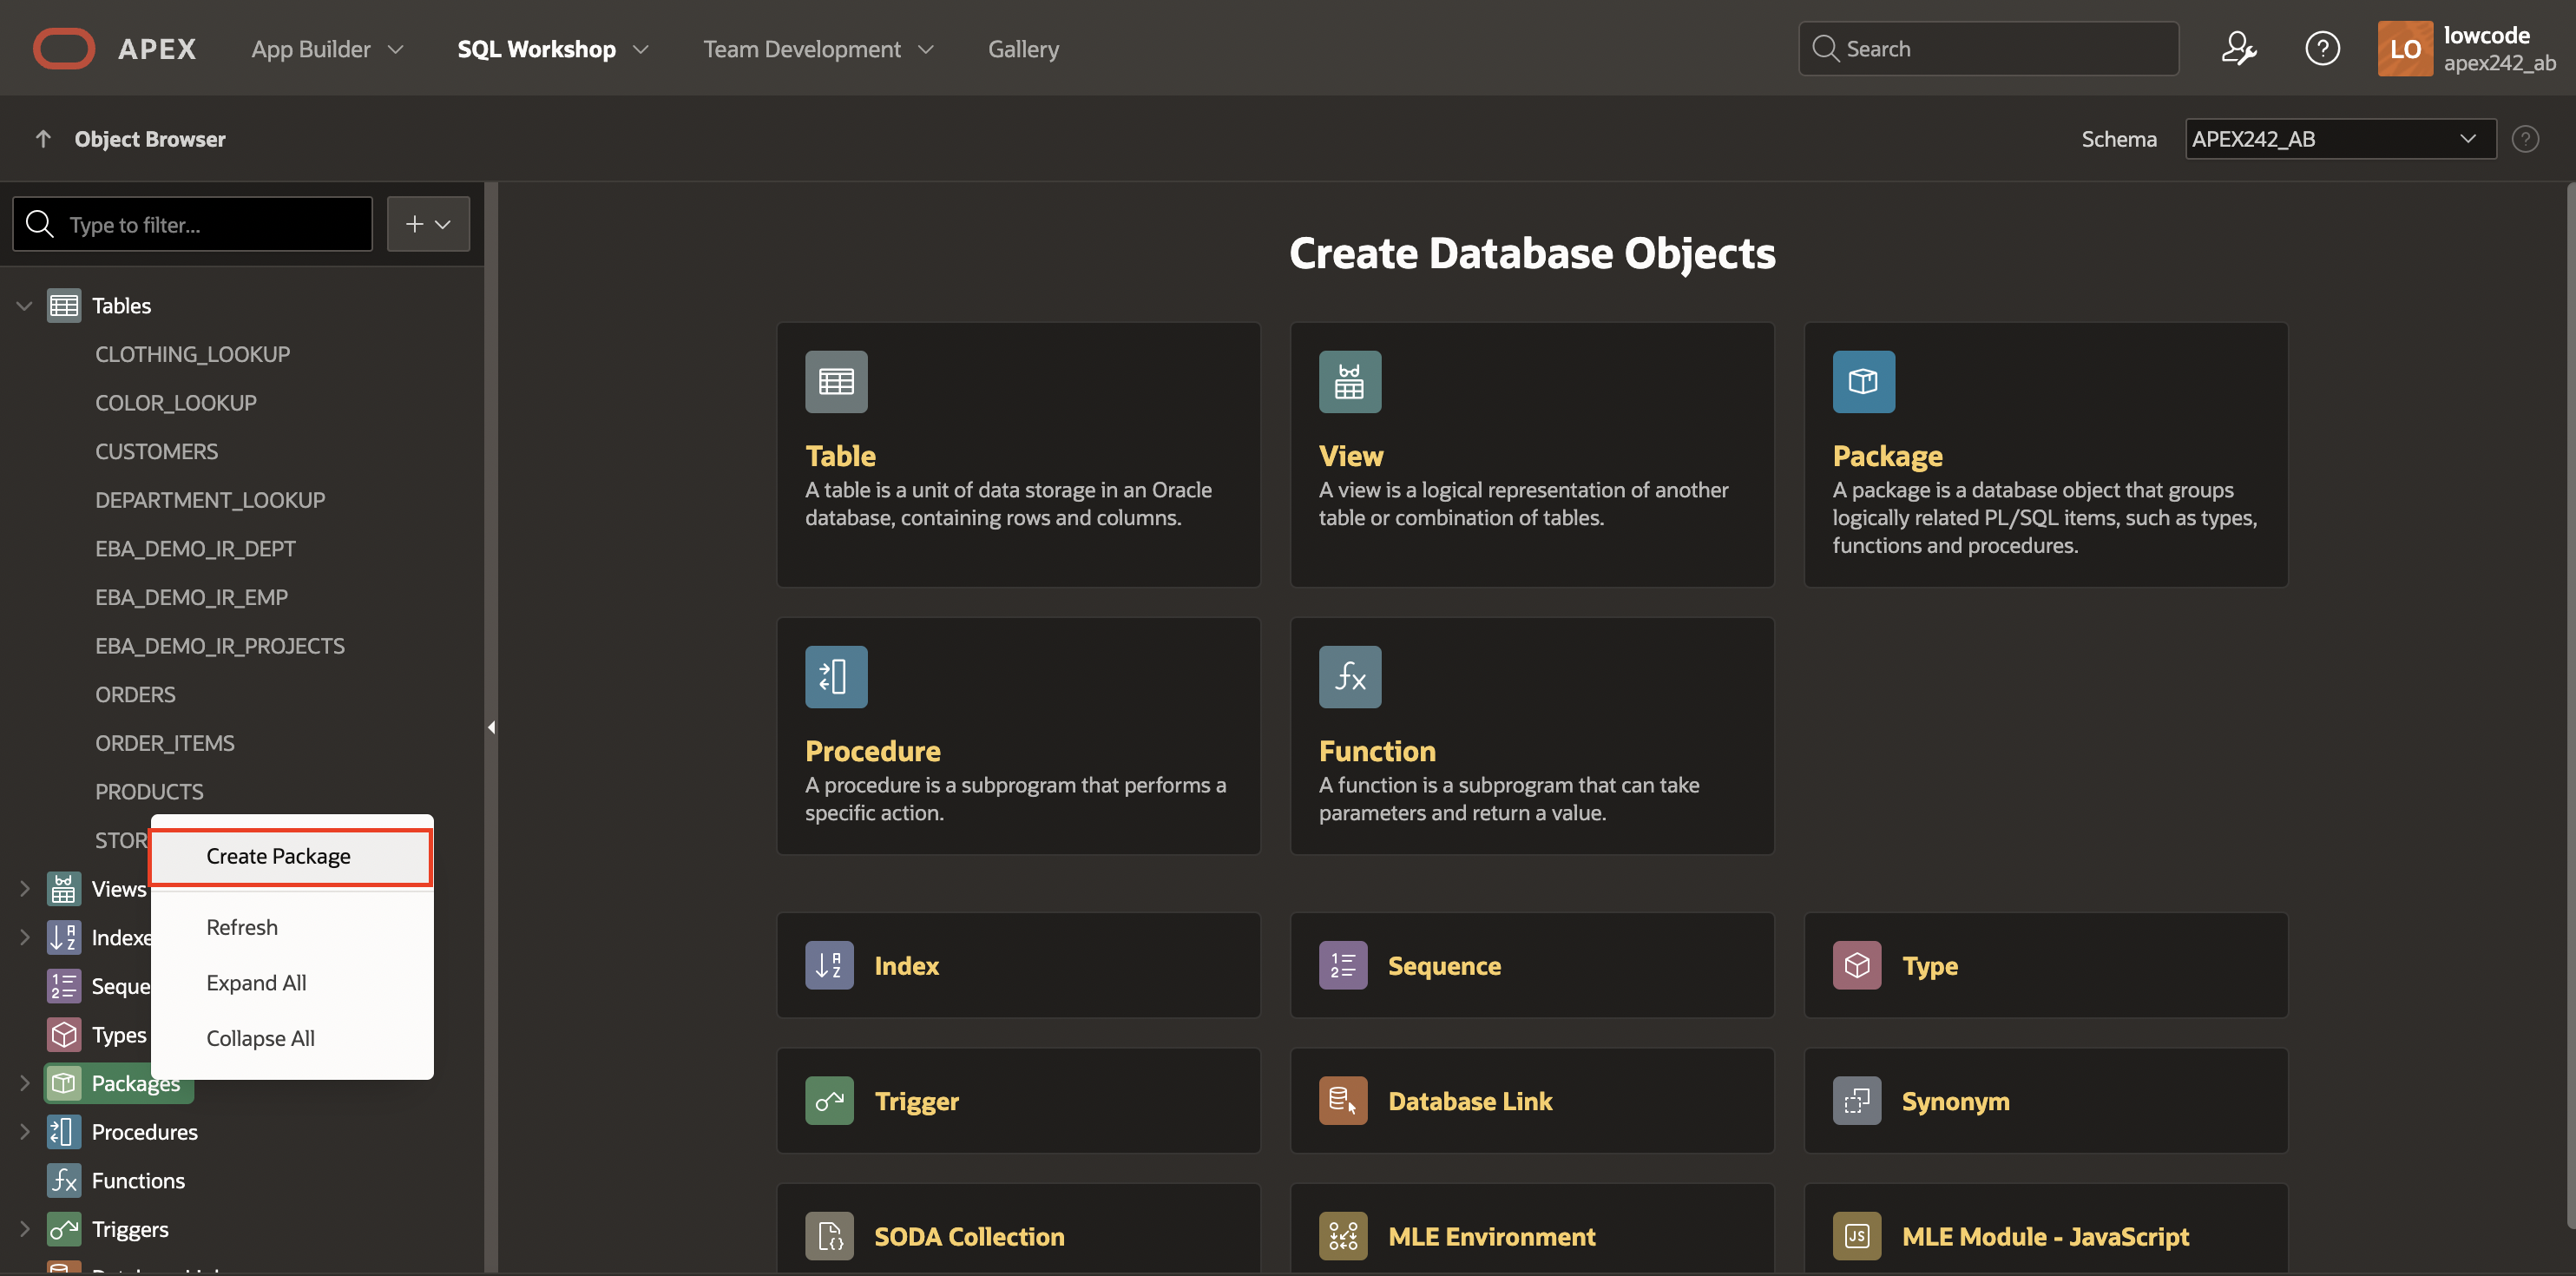 APEX
App Builder
SQL Workshop
Team Development
Gallery
Search
LO
lowcode
apex242_ab
Object Browser
Schema
APEX242_AB
Type to filter...
Tables
CLOTHING_LOOKUP
COLOR_LOOKUP
CUSTOMERS
DEPARTMENT_LOOKUP
EBA_DEMO_IR_DEPT
EBA_DEMO_IR_EMP
EBA_DEMO_IR_PROJECTS
ORDERS
ORDER_ITEMS
PRODUCTS
STOR
Views
Indexe
Seque
Types
Packages
Procedures
Functions
Triggers
Create Package
Refresh
Expand All
Collapse All
Create Database Objects
Table
A table is a unit of data storage in an Oracle
database, containing rows and columns.
View
A view is a logical representation of another
table or combination of tables.
Package
A package is a database object that groups
logically related PL/SQL items, such as types,
functions and procedures.
Procedure
A procedure is a subprogram that performs a
specific action.
Function
A function is a subprogram that can take
parameters and return a value.
Index
Sequence
Type
Trigger
Database Link
Synonym
SODA Collection
MLE Environment
JS
MLE Module - JavaScript